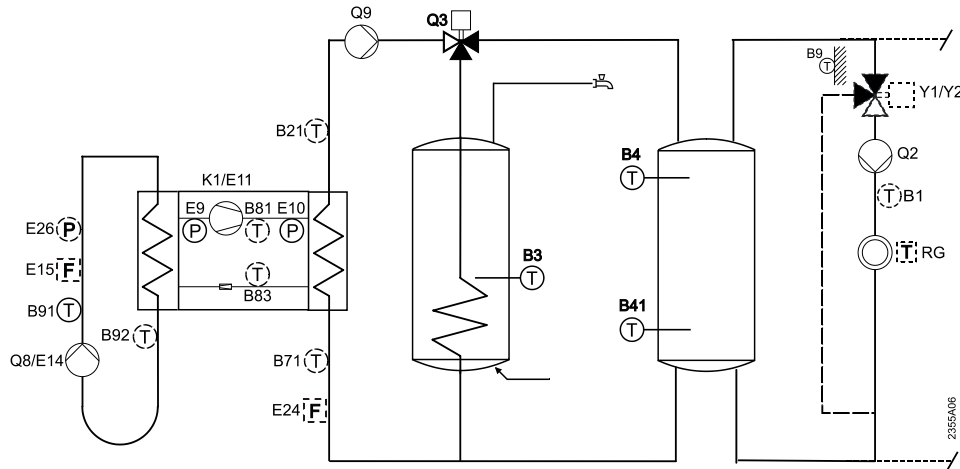 Q9
Q3
B9
T
Y1/Y2
B21 T
B4
T
Q2
K1/E11
T B1
E9 B81 E10
P T P
E26 P
T RG
E15 F
T
B3
T
B83
B91 T
B41
T
B92 T
Q8/E14
B71 T
E24 F
2355A06